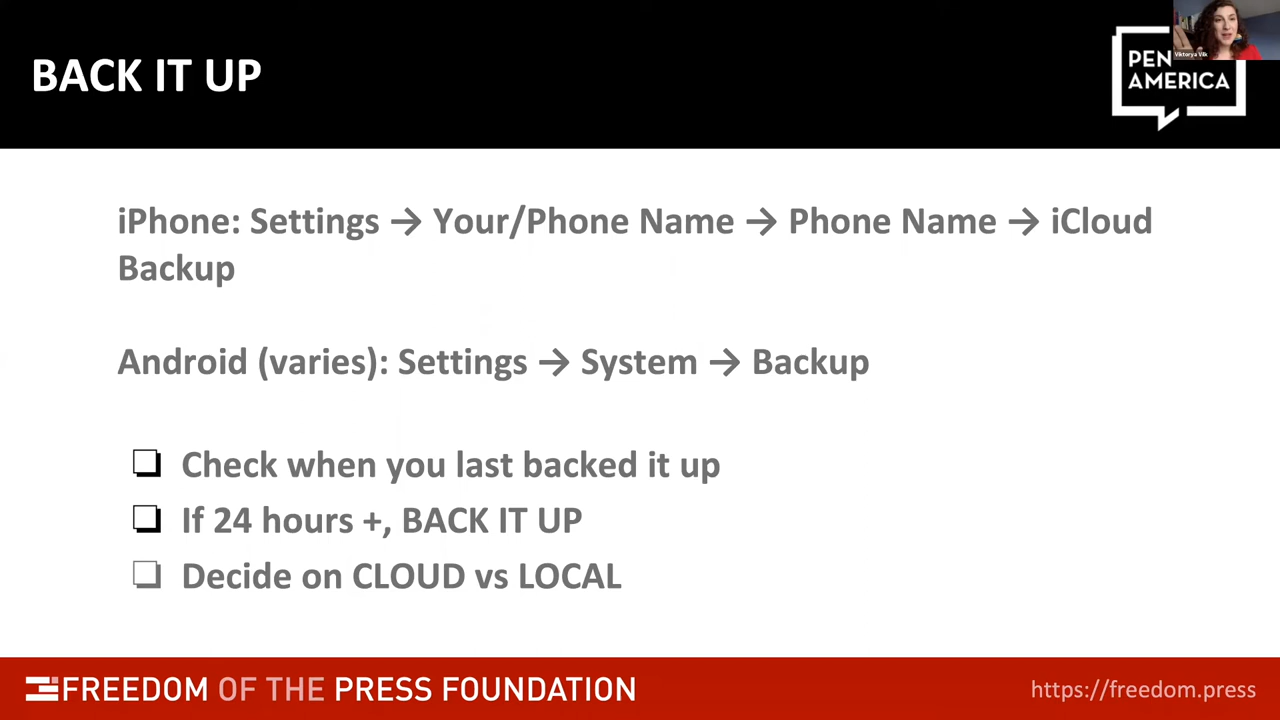 BACK IT UP
PEN
AMERICA
Viktorya Vilk
iPhone: Settings → Your/Phone Name → Phone Name → iCloud
Backup
Android (varies): Settings → System → Backup
❏ Check when you last backed it up
❏ If 24 hours +, BACK IT UP
❏ Decide on CLOUD vs LOCAL
FREEDOM OF THE PRESS FOUNDATION
https://freedom.press